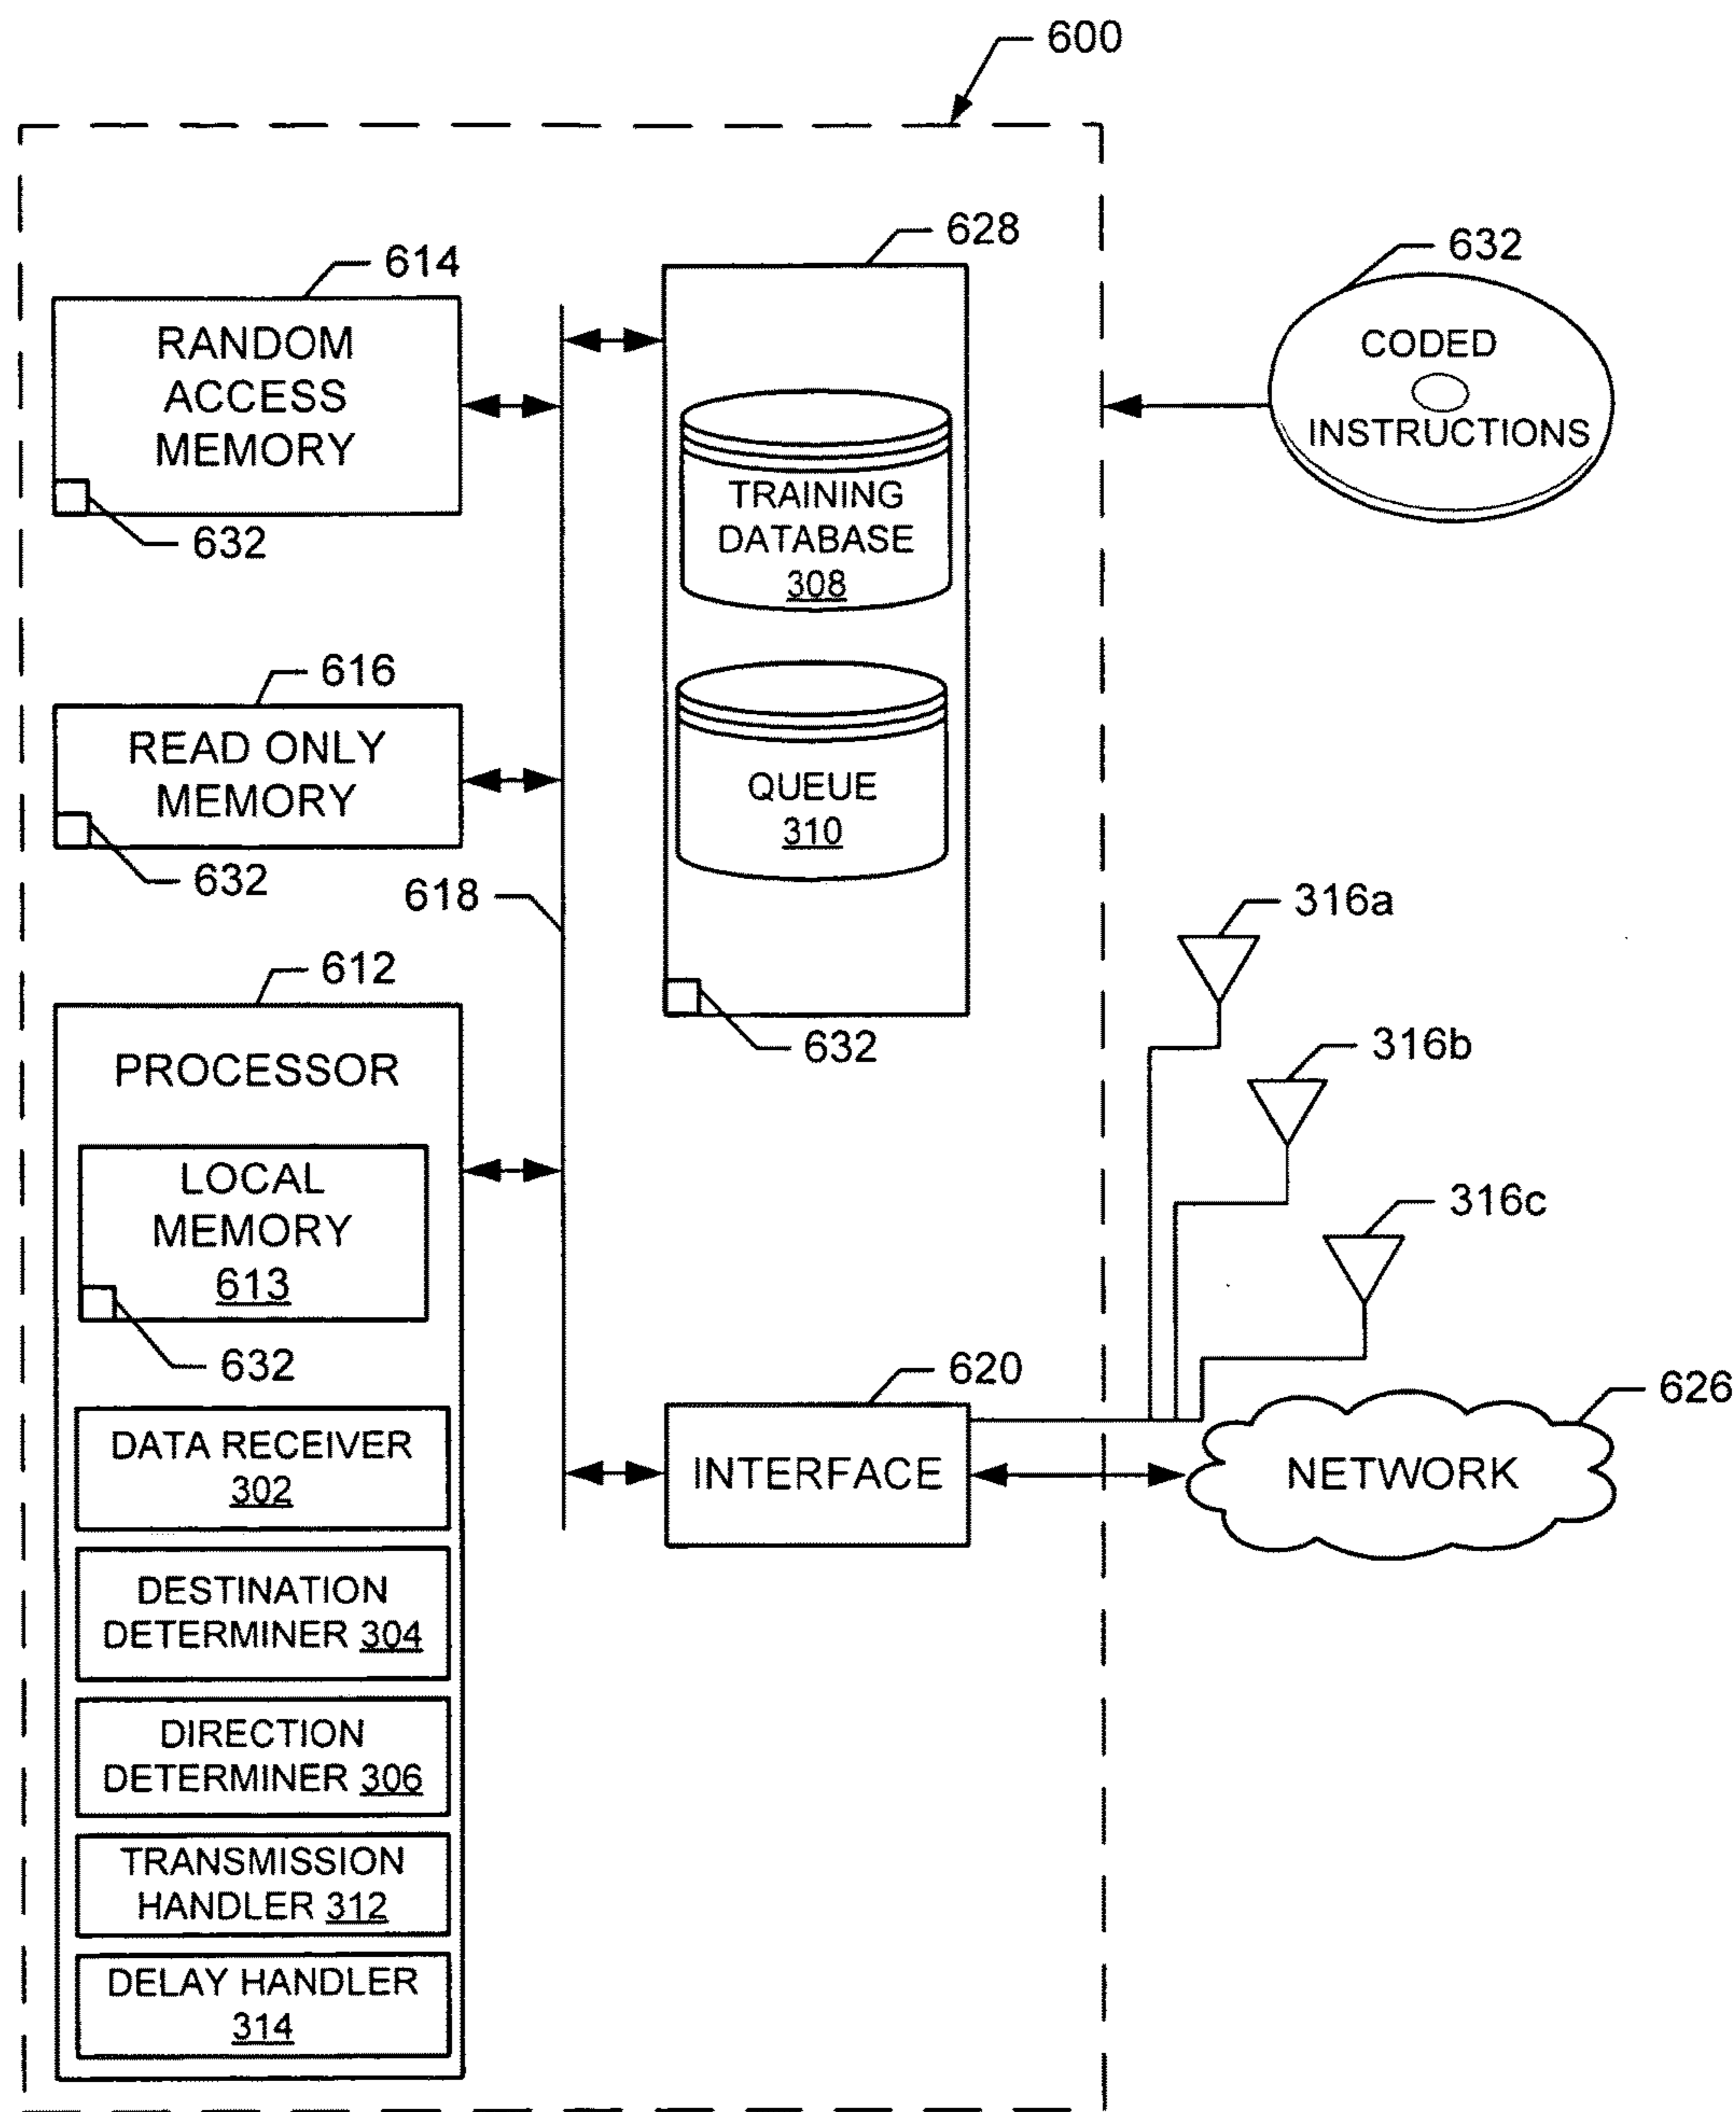 600
614
RANDOM
ACCESS
MEMORY
632
628
TRAINING
DATABASE
308
QUEUE
310
632
632
CODED
INSTRUCTIONS
616
READ ONLY
MEMORY
632
618
612
PROCESSOR
LOCAL
MEMORY
613
632
DATA RECEIVER
302
DESTINATION
DETERMINER 304
DIRECTION
DETERMINER 306
TRANSMISSION
HANDLER 312
DELAY HANDLER
314
316a
316b
316c
620
INTERFACE
626
NETWORK